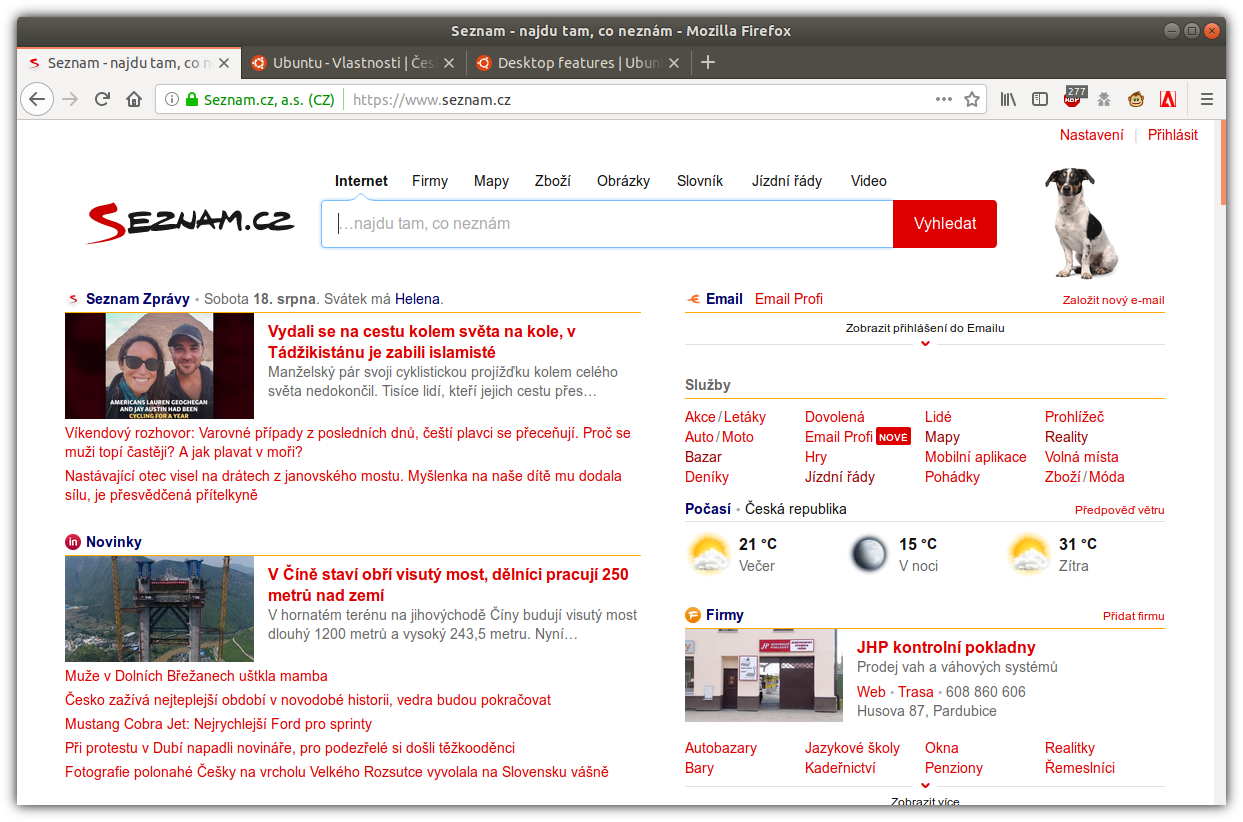 Seznam - najdu tam, co neznám - Mozilla Firefox
Seznam - najdu tam, co n
Ubuntu - Vlastnosti | Čes
Desktop features | Ubun
Seznam.cz, a.s. (CZ)
https://www.seznam.cz
277
ABP
Nastavení | Přihlásit
Internet Firmy Mapy Zboží Obrázky Slovník Jízdní řády Video
SEZNAM.CZ
...najdu tam, co neznám
Vyhledat
Seznam Zprávy • Sobota 18. srpna. Svátek má Helena.
Vydali se na cestu kolem světa na kole, v
Tádžikistánu je zabili islamisté
Manželský pár svoji cyklistickou projížďku kolem celého
světa nedokončil. Tisíce lidí, kteří jejich cestu přes…
AMERICANS LAUREN GEOGHEGAN
AND JAY AUSTIN HAD BEEN
CYCLING FOR A YEAR
Víkendový rozhovor: Varovné případy z posledních dnů, čeští plavci se přeceňují. Proč se
muži topí častěji? A jak plavat v moři?
Nastávající otec visel na drátech z janovského mostu. Myšlenka na naše dítě mu dodala
sílu, je přesvědčená přítelkyně
Novinky
V Číně staví obří visutý most, dělníci pracují 250
metrů nad zemí
V hornatém terénu na jihovýchodě Číny budují visutý most
dlouhý 1200 metrů a vysoký 243,5 metru. Nyní…
Muže v Dolních Břežanech uštkla mamba
Česko zažívá nejteplejší období v novodobé historii, vedra budou pokračovat
Mustang Cobra Jet: Nejrychlejší Ford pro sprinty
Při protestu v Dubí napadli novináře, pro podezřelé si došli těžkooděnci
Fotografie polonahé Češky na vrcholu Velkého Rozsutce vyvolala na Slovensku vášně
Email Email Profi Založit nový e-mail
Zobrazit přihlášení do Emailu
Služby
Akce / Letáky Dovolená Lidé Prohlížeč
Auto / Moto Email Profi NOVÉ Mapy Reality
Bazar Hry Mobilní aplikace Volná místa
Deníky Jízdní řády Pohádky Zboží / Móda
Počasí • Česká republika Předpověď větru
21 °C 15 °C 31 °C
Večer V noci Zítra
Firmy Přidat firmu
JHP kontrolní pokladny
Prodej vah a váhových systémů
Web • Trasa • 608 860 606
Husova 87, Pardubice
Autobazary Jazykové školy Okna Realitky
Bary Kadeřnictví Penziony Řemeslníci
Zobrazit více